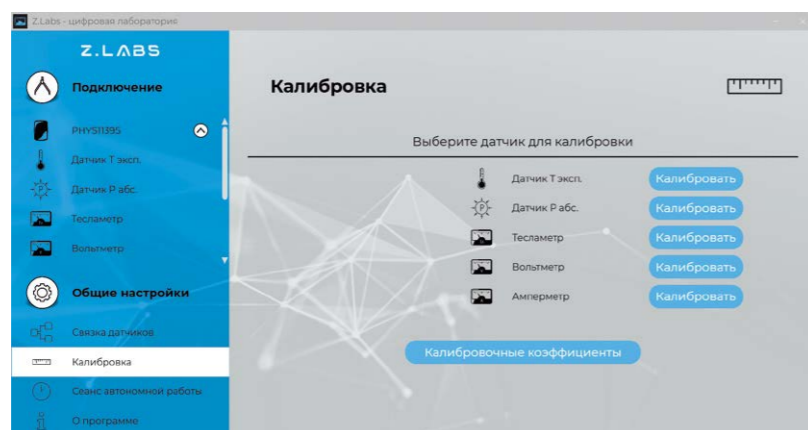 Z.Labs - цифровая лаборатория
Z.LABS
Подключение
PHYS11395
Датчик T эксп.
Датчик P абс.
Тесламетр
Вольтметр
Общие настройки
Связка датчиков
Калибровка
Сеанс автономной работы
О программе
Калибровка
Выберите датчик для калибровки
Датчик T эксп. Калибровать
P Датчик P абс. Калибровать
Тесламетр Калибровать
Вольтметр Калибровать
Амперметр Калибровать
Калибровочные коэффициенты